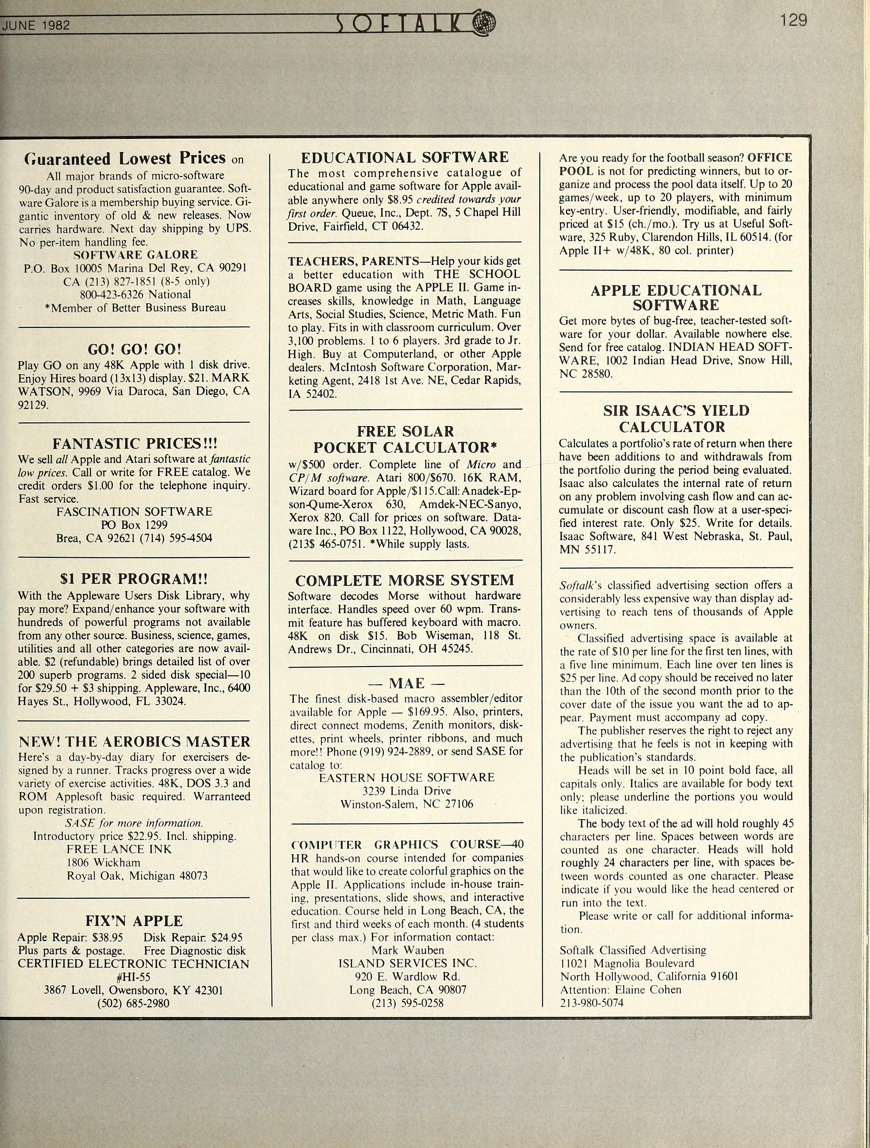 JUNE 1982
SOFTALK
129
Guaranteed Lowest Prices on
All major brands of micro-software
90-day and product satisfaction guarantee. Soft-
ware Galore is a membership buying service. Gi-
gantic inventory of old & new releases. Now
carries hardware. Next day shipping by UPS.
No per-item handling fee.
SOFTWARE GALORE
P.O. Box 10005 Marina Del Rey, CA 90291
CA (213) 827-1851 (8-5 only)
800-423-6326 National
*Member of Better Business Bureau
GO! GO! GO!
Play GO on any 48K Apple with 1 disk drive.
Enjoy Hires board (13x13) display. $21. MARK
WATSON, 9969 Via Daroca, San Diego, CA
92129.
FANTASTIC PRICES!!!
We sell all Apple and Atari software at fantastic
low prices. Call or write for FREE catalog. We
credit orders $1.00 for the telephone inquiry.
Fast service.
FASCINATION SOFTWARE
PO Box 1299
Brea, CA 92621 (714) 595-4504
$1 PER PROGRAM!!
With the Appleware Users Disk Library, why
pay more? Expand/enhance your software with
hundreds of powerful programs not available
from any other source. Business, science, games,
utilities and all other categories are now avail-
able. $2 (refundable) brings detailed list of over
200 superb programs. 2 sided disk special—10
for $29.50 + $3 shipping. Appleware, Inc., 6400
Hayes St., Hollywood, FL 33024.
NEW! THE AEROBICS MASTER
Here's a day-by-day diary for exercisers de-
signed by a runner. Tracks progress over a wide
variety of exercise activities. 48K, DOS 3.3 and
ROM Applesoft basic required. Warranteed
upon registration.
SASE for more information.
Introductory price $22.95. Incl. shipping.
FREE LANCE INK
1806 Wickham
Royal Oak, Michigan 48073
FIX'N APPLE
Apple Repair: $38.95 Disk Repair: $24.95
Plus parts & postage. Free Diagnostic disk
CERTIFIED ELECTRONIC TECHNICIAN
#HI-55
3867 Lovell, Owensboro, KY 42301
(502) 685-2980
EDUCATIONAL SOFTWARE
The most comprehensive catalogue of
educational and game software for Apple avail-
able anywhere only $8.95 credited towards your
first order. Queue, Inc., Dept. 7S, 5 Chapel Hill
Drive, Fairfield, CT 06432.
TEACHERS, PARENTS—Help your kids get
a better education with THE SCHOOL
BOARD game using the APPLE II. Game in-
creases skills, knowledge in Math, Language
Arts, Social Studies, Science, Metric Math. Fun
to play. Fits in with classroom curriculum. Over
3,100 problems. 1 to 6 players. 3rd grade to Jr.
High. Buy at Computerland, or other Apple
dealers. McIntosh Software Corporation, Mar-
keting Agent, 2418 1st Ave. NE, Cedar Rapids,
IA 52402.
FREE SOLAR
POCKET CALCULATOR*
w/$500 order. Complete line of Micro and
CP/M software. Atari 800/$670. 16K RAM,
Wizard board for Apple/$115.Call:Anadek-Ep-
son-Qume-Xerox 630, Amdek-NEC-Sanyo,
Xerox 820. Call for prices on software. Data-
ware Inc., PO Box 1122, Hollywood, CA 90028,
(213$ 465-0751. *While supply lasts.
COMPLETE MORSE SYSTEM
Software decodes Morse without hardware
interface. Handles speed over 60 wpm. Trans-
mit feature has buffered keyboard with macro.
48K on disk $15. Bob Wiseman, 118 St.
Andrews Dr., Cincinnati, OH 45245.
— MAE —
The finest disk-based macro assembler/editor
available for Apple — $169.95. Also, printers,
direct connect modems, Zenith monitors, disk-
ettes, print wheels, printer ribbons, and much
more!! Phone (919) 924-2889, or send SASE for
catalog to:
EASTERN HOUSE SOFTWARE
3239 Linda Drive
Winston-Salem, NC 27106
COMPUTER GRAPHICS COURSE—40
HR hands-on course intended for companies
that would like to create colorful graphics on the
Apple II. Applications include in-house train-
ing, presentations, slide shows, and interactive
education. Course held in Long Beach, CA, the
first and third weeks of each month. (4 students
per class max.) For information contact:
Mark Wauben
ISLAND SERVICES INC.
920 E. Wardlow Rd.
Long Beach, CA 90807
(213) 595-0258
Are you ready for the football season? OFFICE
POOL is not for predicting winners, but to or-
ganize and process the pool data itself. Up to 20
games/week, up to 20 players, with minimum
key-entry. User-friendly, modifiable, and fairly
priced at $15 (ch./mo.). Try us at Useful Soft-
ware, 325 Ruby, Clarendon Hills, IL 60514. (for
Apple II+ w/48K, 80 col. printer)
APPLE EDUCATIONAL
SOFTWARE
Get more bytes of bug-free, teacher-tested soft-
ware for your dollar. Available nowhere else.
Send for free catalog. INDIAN HEAD SOFT-
WARE, 1002 Indian Head Drive, Snow Hill,
NC 28580.
SIR ISAAC'S YIELD
CALCULATOR
Calculates a portfolio's rate of return when there
have been additions to and withdrawals from
the portfolio during the period being evaluated.
Isaac also calculates the internal rate of return
on any problem involving cash flow and can ac-
cumulate or discount cash flow at a user-speci-
fied interest rate. Only $25. Write for details.
Isaac Software, 841 West Nebraska, St. Paul,
MN 55117.
Softalk's classified advertising section offers a
considerably less expensive way than display ad-
vertising to reach tens of thousands of Apple
owners.
Classified advertising space is available at
the rate of $10 per line for the first ten lines, with
a five line minimum. Each line over ten lines is
$25 per line. Ad copy should be received no later
than the 10th of the second month prior to the
cover date of the issue you want the ad to ap-
pear. Payment must accompany ad copy.
The publisher reserves the right to reject any
advertising that he feels is not in keeping with
the publication's standards.
Heads will be set in 10 point bold face, all
capitals only. Italics are available for body text
only; please underline the portions you would
like italicized.
The body text of the ad will hold roughly 45
characters per line. Spaces between words are
counted as one character. Heads will hold
roughly 24 characters per line, with spaces be-
tween words counted as one character. Please
indicate if you would like the head centered or
run into the text.
Please write or call for additional informa-
tion.
Softalk Classified Advertising
11021 Magnolia Boulevard
North Hollywood, California 91601
Attention: Elaine Cohen
213-980-5074